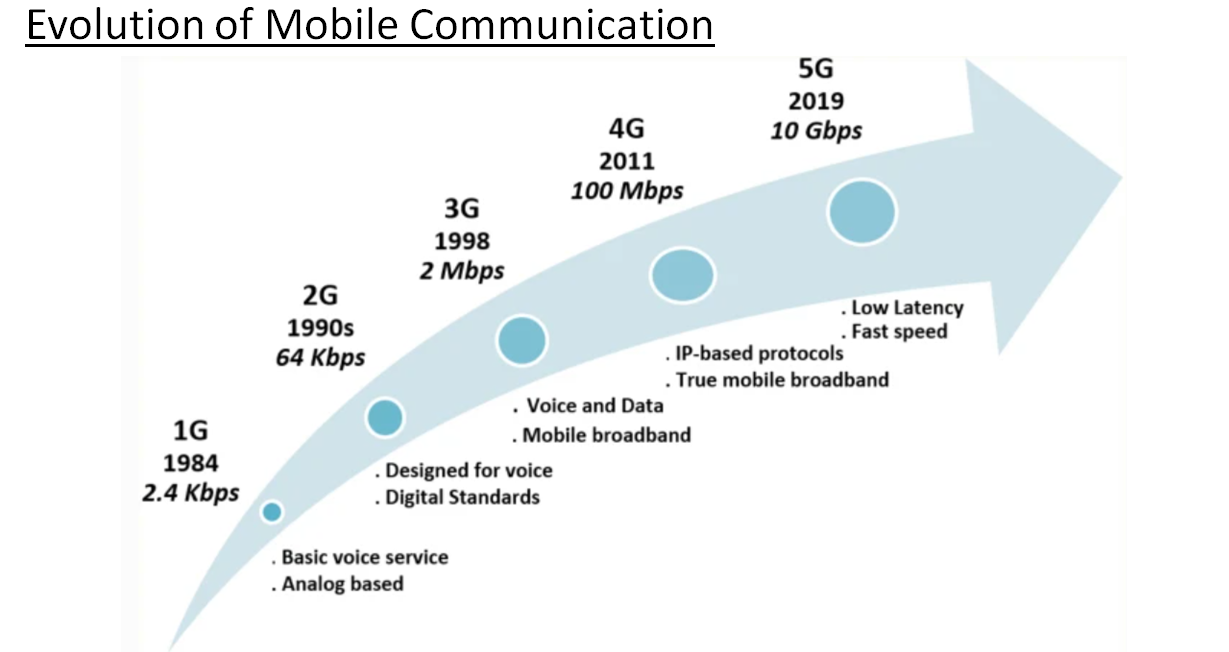 Evolution of Mobile Communication
1G
1984
2.4 Kbps
. Basic voice service
. Analog based
2G
1990s
64 Kbps
. Designed for voice
. Digital Standards
3G
1998
2 Mbps
. Voice and Data
. Mobile broadband
4G
2011
100 Mbps
. IP-based protocols
. True mobile broadband
5G
2019
10 Gbps
. Low Latency
. Fast speed